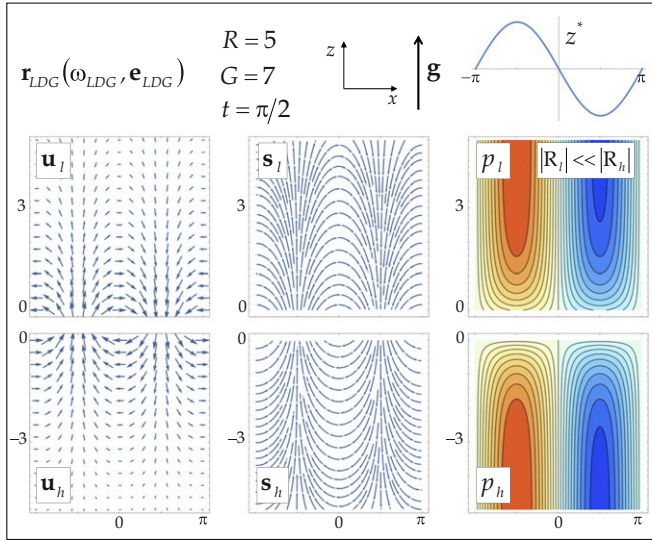 r_LDG(ω_LDG, e_LDG)
R = 5
G = 7
t = π/2
z
x
g
z*
−π
π
u_l
3
0
s_l
3
0
p_l
|R_l| << |R_h|
3
0
0
−3
u_h
0
π
0
−3
s_h
0
π
0
−3
p_h
0
π